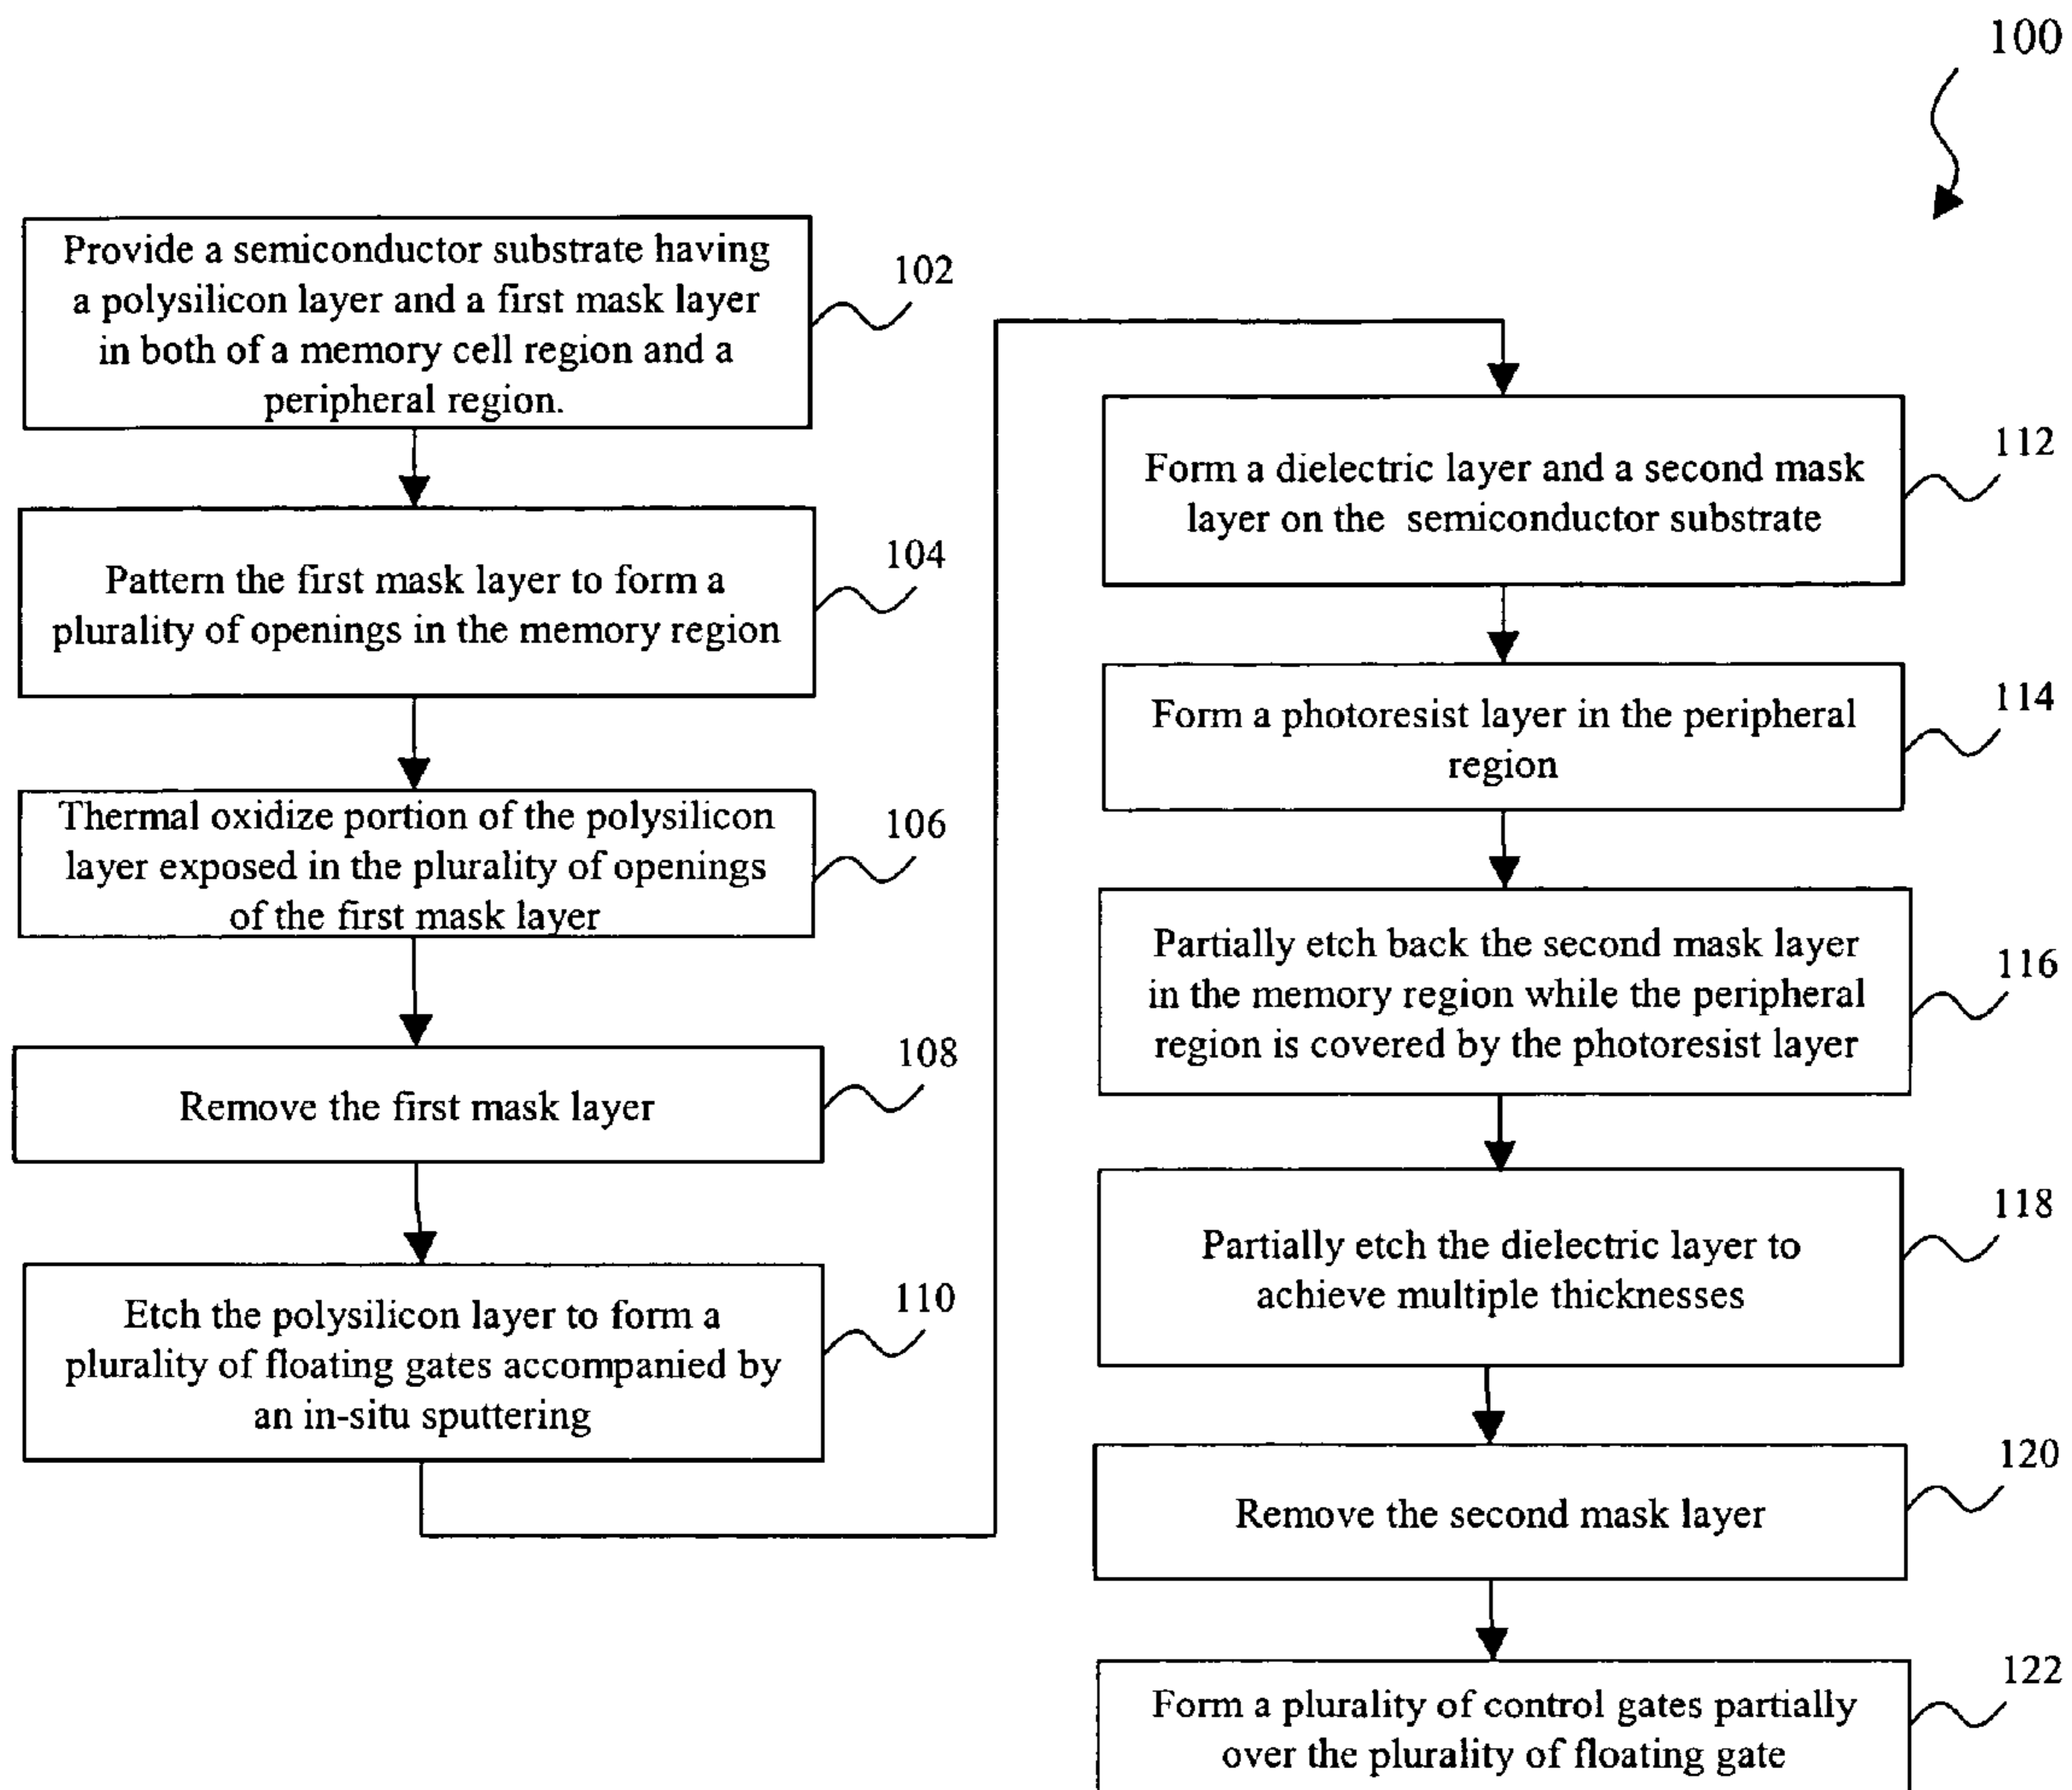 100
Provide a semiconductor substrate having
a polysilicon layer and a first mask layer
in both of a memory cell region and a
peripheral region.
102
Pattern the first mask layer to form a
plurality of openings in the memory region
104
Thermal oxidize portion of the polysilicon
layer exposed in the plurality of openings
of the first mask layer
106
Remove the first mask layer
108
Etch the polysilicon layer to form a
plurality of floating gates accompanied by
an in-situ sputtering
110
Form a dielectric layer and a second mask
layer on the semiconductor substrate
112
Form a photoresist layer in the peripheral
region
114
Partially etch back the second mask layer
in the memory region while the peripheral
region is covered by the photoresist layer
116
Partially etch the dielectric layer to
achieve multiple thicknesses
118
Remove the second mask layer
120
Form a plurality of control gates partially
over the plurality of floating gate
122